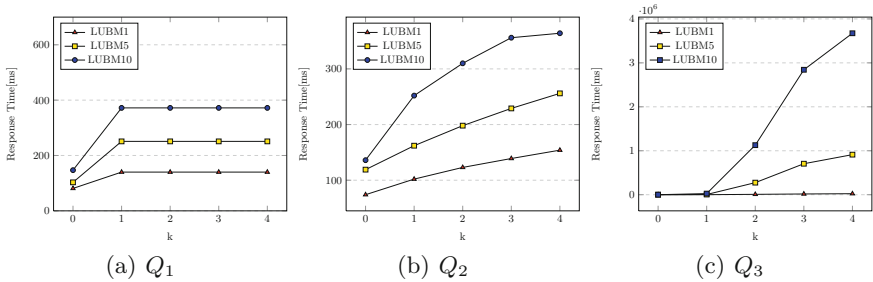 600
400
200
0
Response Time[ms]
LUBM1
LUBM5
LUBM10
0 1 2 3 4
k
(a) Q1
300
200
100
Response Time[ms]
LUBM1
LUBM5
LUBM10
0 1 2 3 4
k
(b) Q2
·10^6
4
3
2
1
0
Response Time[ms]
LUBM1
LUBM5
LUBM10
0 1 2 3 4
k
(c) Q3